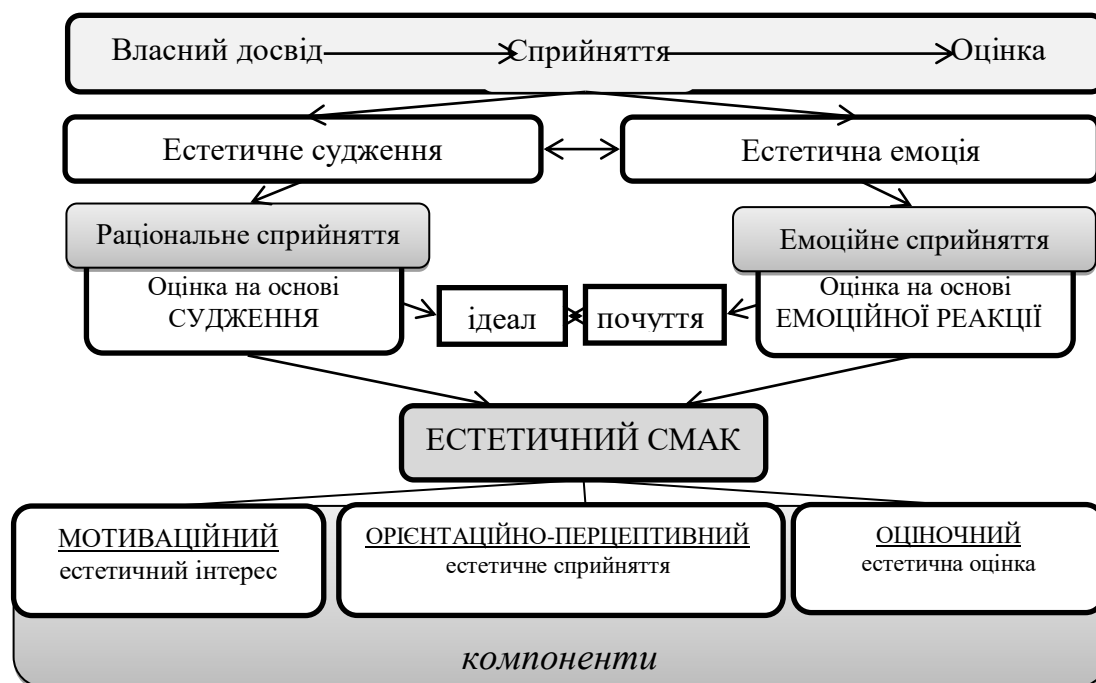 Власний досвід Сприйняття Оцінка
Естетичне судження
Естетична емоція
Раціональне сприйняття
Емоційне сприйняття
Оцінка на основі
СУДЖЕННЯ
ідеал
почуття
Оцінка на основі
ЕМОЦІЙНОЇ РЕАКЦІЇ
ЕСТЕТИЧНИЙ СМАК
МОТИВАЦІЙНИЙ
естетичний інтерес
ОРІЄНТАЦІЙНО-ПЕРЦЕПТИВНИЙ
естетичне сприйняття
ОЦІНОЧНИЙ
естетична оцінка
компоненти